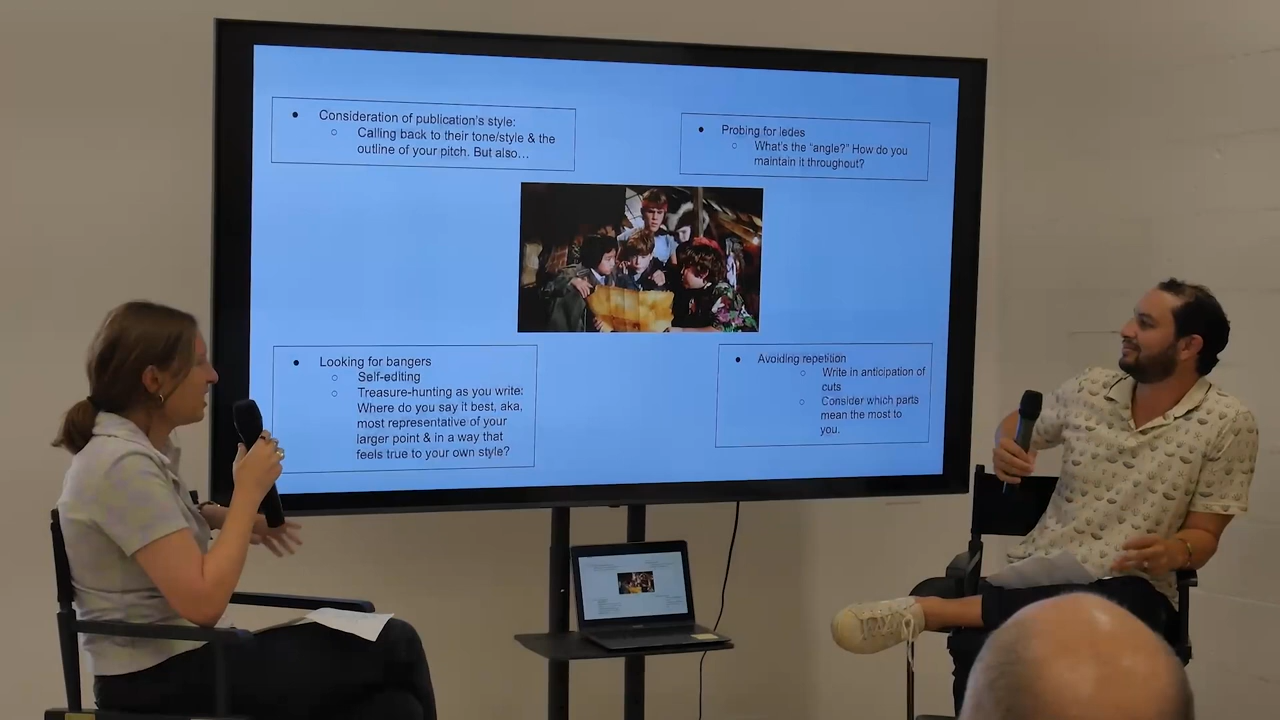 Consideration of publication's style:
Calling back to their tone/style & the
outline of your pitch. But also…
Probing for ledes
What's the "angle?" How do you
maintain it throughout?
Looking for bangers
Self-editing
Treasure-hunting as you write:
Where do you say it best, aka,
most representative of your
larger point & in a way that
feels true to your own style?
Avoiding repetition
Write in anticipation of
cuts
Consider which parts
mean the most to
you.